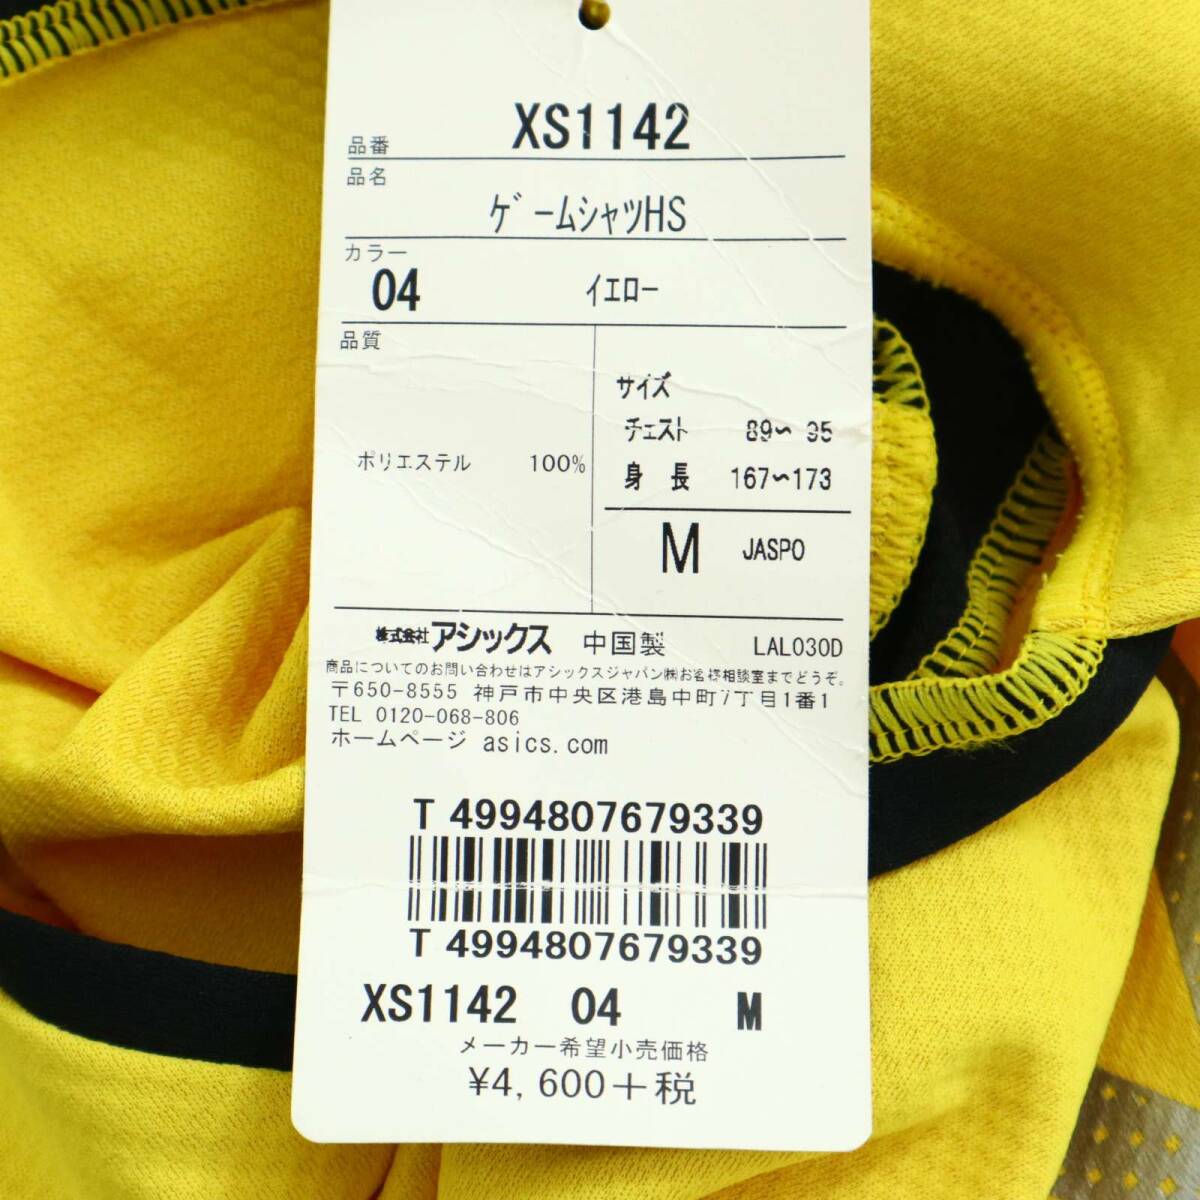 品番 XS1142
品名
ｹﾞｰﾑｼｬﾂHS
カラー
04 ｲｴﾛｰ
品質
サイズ
チェスト 89～95
ポリエステル 100%
身長 167～173
M JASPO
株式会社アシックス 中国製 LAL030D
商品についてのお問い合わせはアシックスジャパン㈱お客様相談室までどうぞ。
〒650-8555 神戸市中央区港島中町7丁目1番1
TEL 0120-068-806
ホームページ asics.com
T 4994807679339
T 4994807679339
XS1142 04 M
メーカー希望小売価格
¥4,600＋税